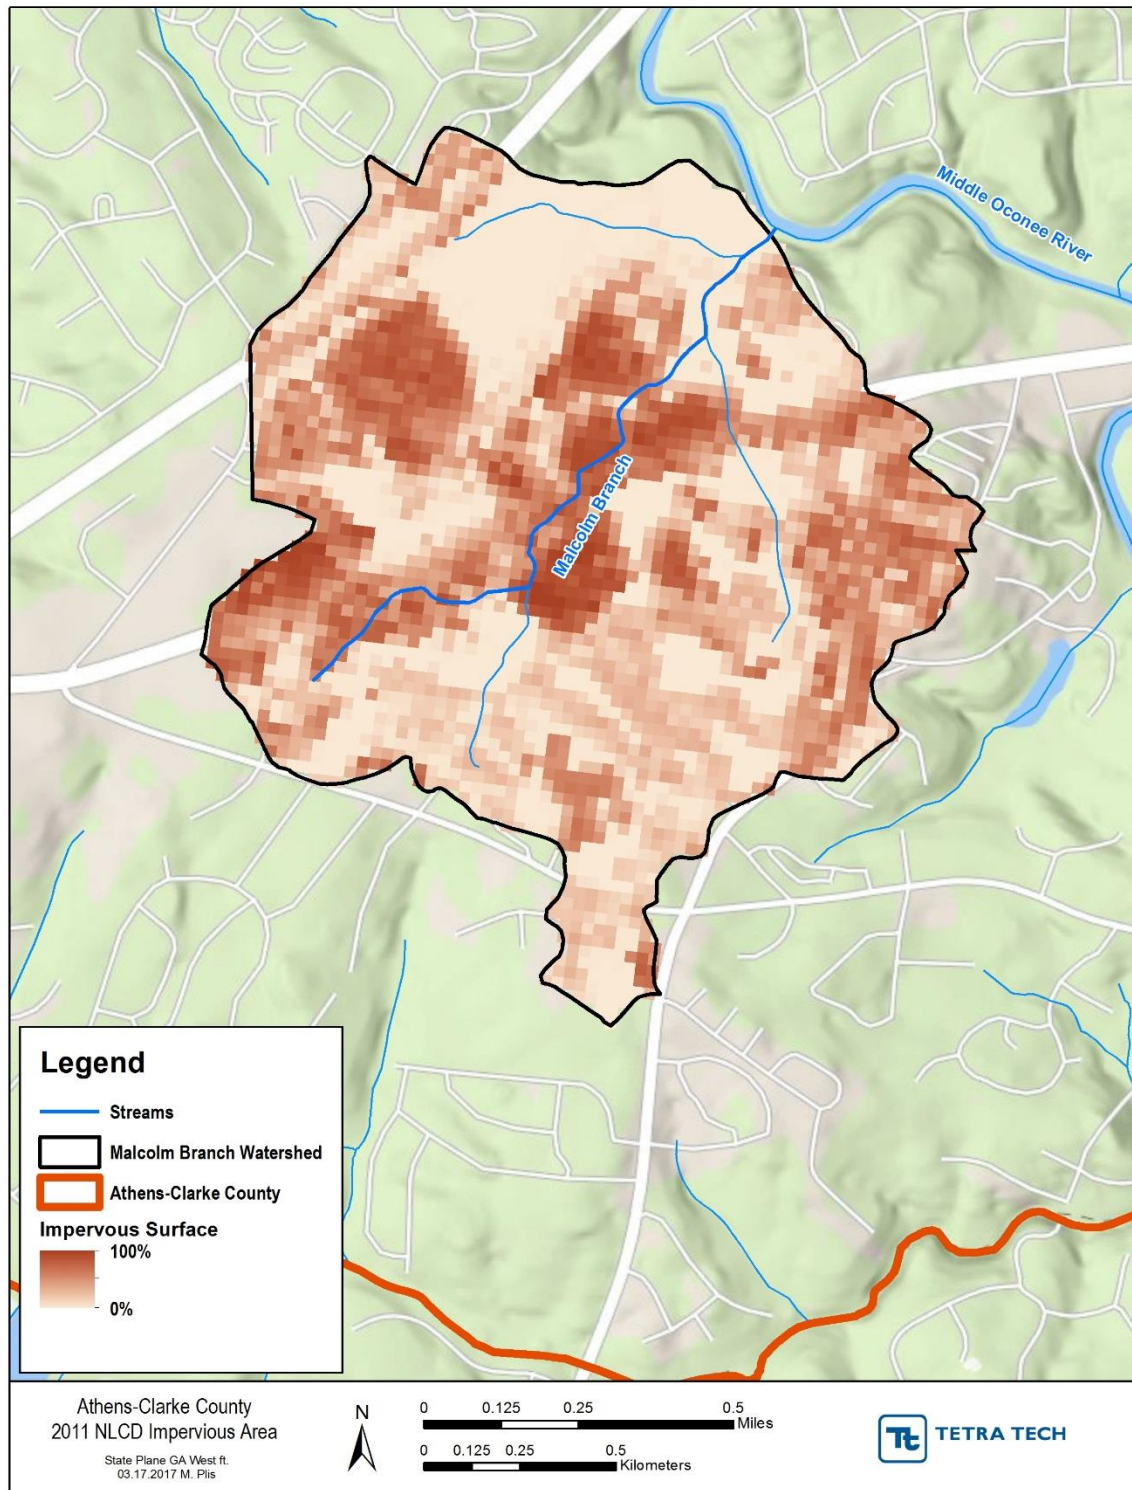 Middle Oconee River
Malcolm Branch
Legend
Streams
Malcolm Branch Watershed
Athens-Clarke County
Impervous Surface
100%
0%
Athens-Clarke County
2011 NLCD Impervious Area
State Plane GA West ft.
03.17.2017 M. Plis
N
0 0.125 0.25 0.5
Miles
0 0.125 0.25 0.5
Kilometers
Tt TETRA TECH